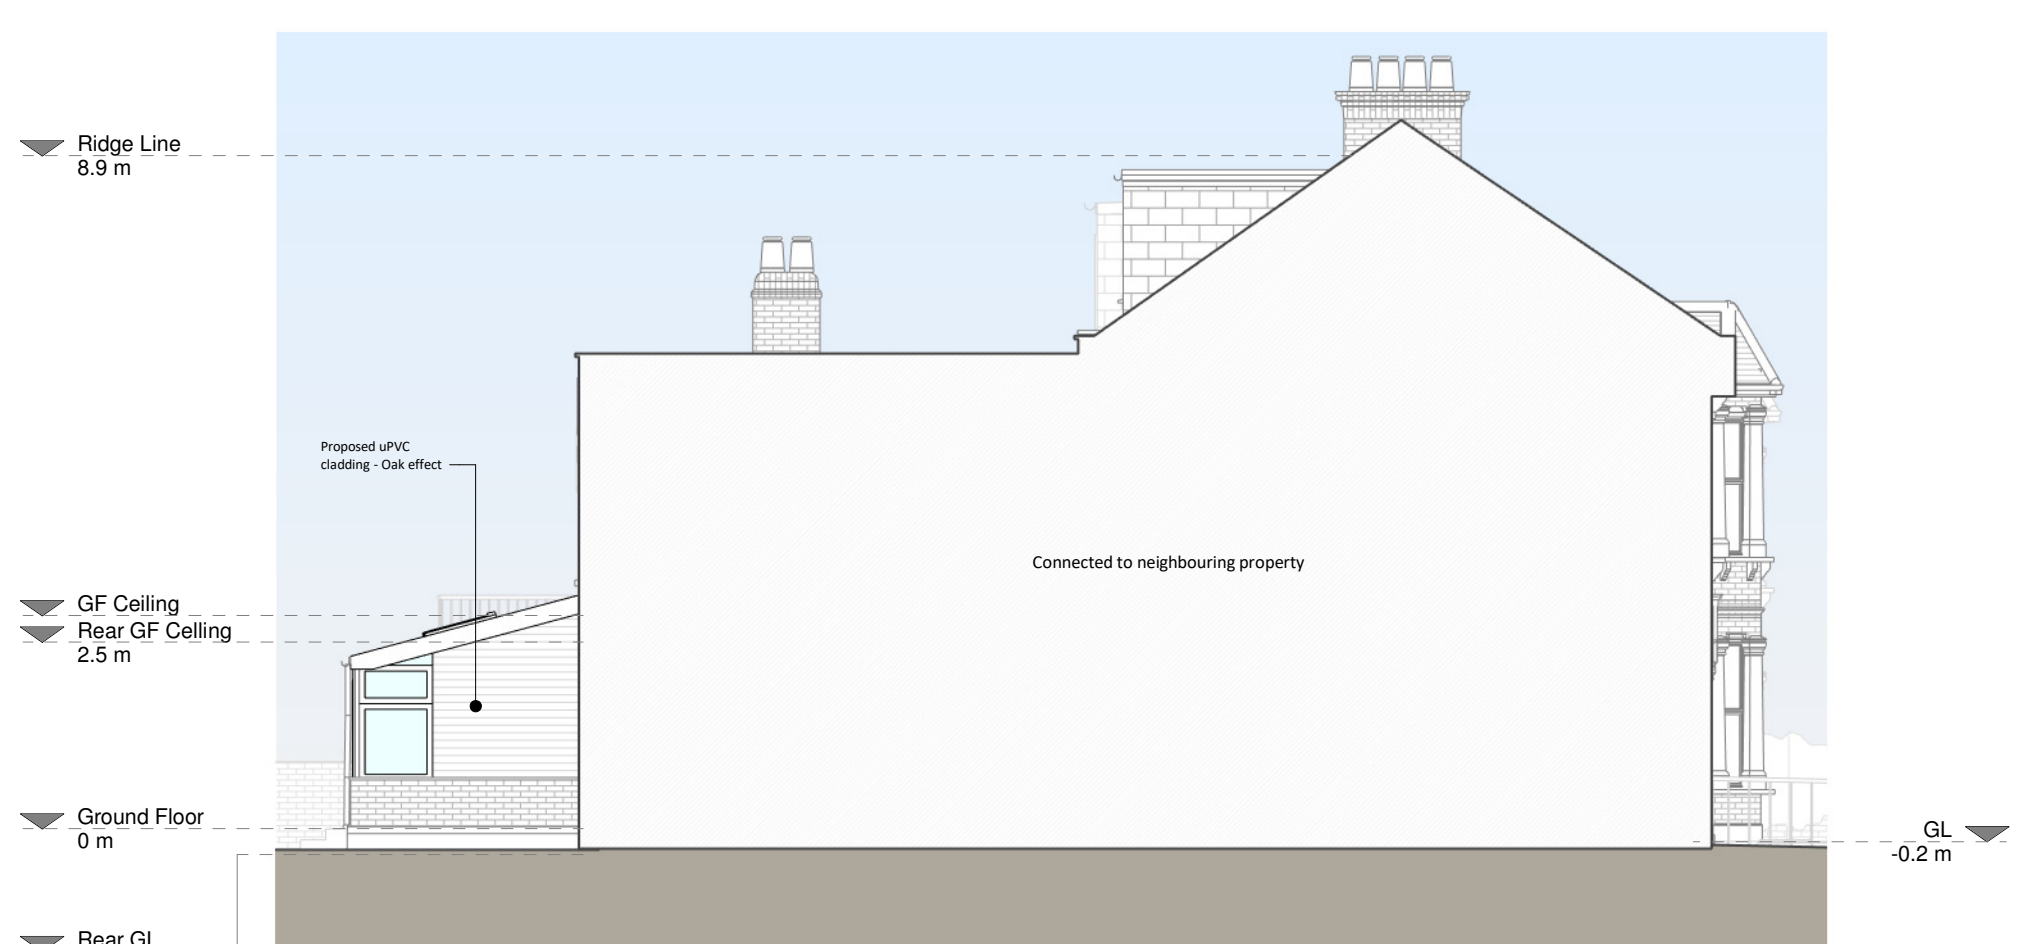 Ridge Line
8.9 m
Proposed uPVC
cladding - Oak effect
Connected to neighbouring property
GF Ceiling
Rear GF Celling
2.5 m
Ground Floor
0 m
GL
-0.2 m
Rear GL